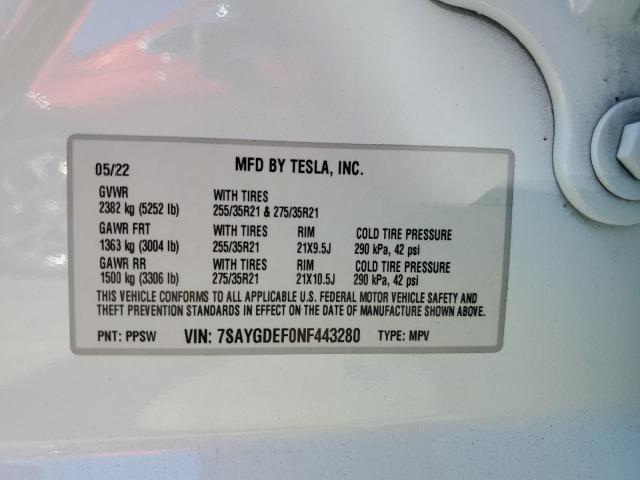 05/22 MFD BY TESLA, INC.
GVWR WITH TIRES
2382 kg (5252 lb) 255/35R21 & 275/35R21
GAWR FRT WITH TIRES RIM COLD TIRE PRESSURE
1363 kg (3004 lb) 255/35R21 21X9.5J 290 kPa, 42 psi
GAWR RR WITH TIRES RIM COLD TIRE PRESSURE
1500 kg (3306 lb) 275/35R21 21X10.5J 290 kPa, 42 psi
THIS VEHICLE CONFORMS TO ALL APPLICABLE U.S. FEDERAL MOTOR VEHICLE SAFETY AND
THEFT PREVENTION STANDARDS IN EFFECT ON THE DATE OF MANUFACTURE SHOWN ABOVE.
PNT: PPSW VIN: 7SAYGDEF0NF443280 TYPE: MPV